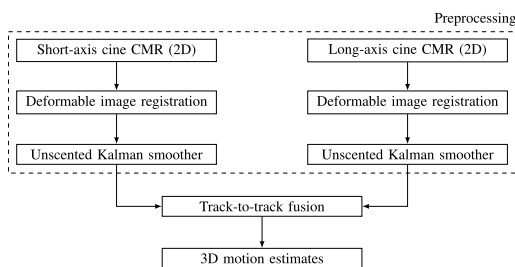 Preprocessing
Short-axis cine CMR (2D)
Long-axis cine CMR (2D)
Deformable image registration
Deformable image registration
Unscented Kalman smoother
Unscented Kalman smoother
Track-to-track fusion
3D motion estimates